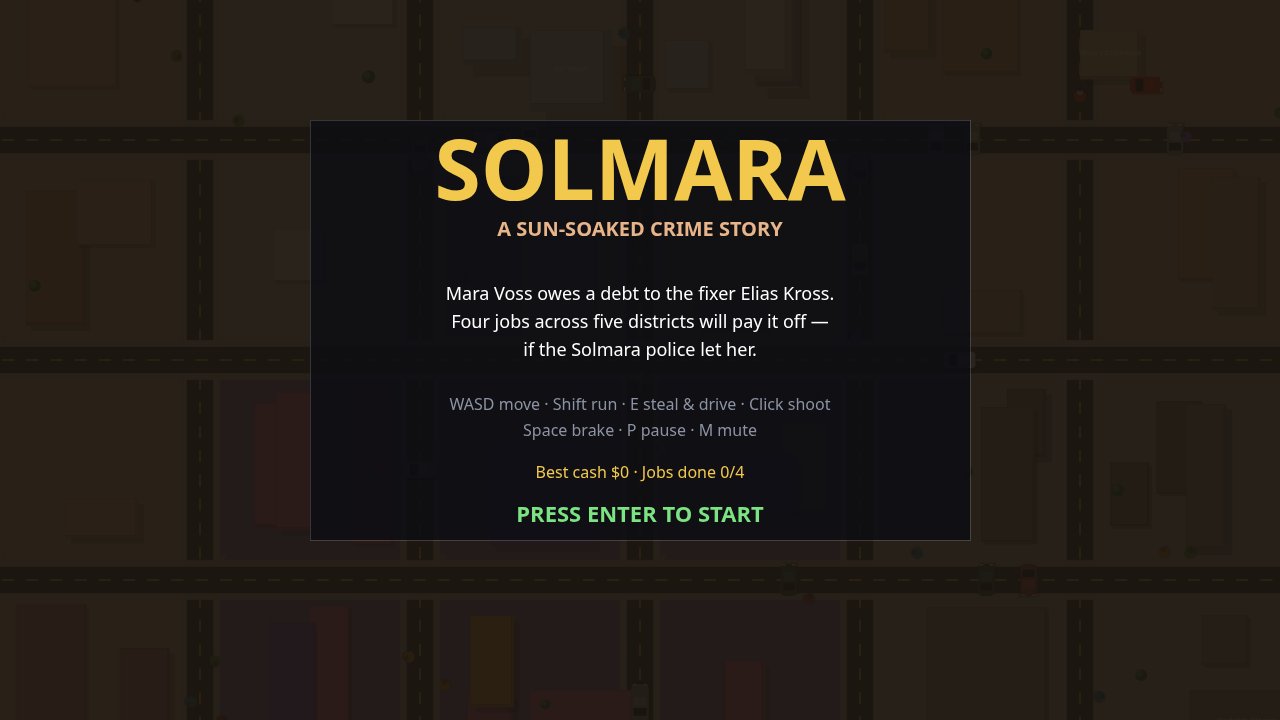 SOLMARA
A SUN-SOAKED CRIME STORY
Mara Voss owes a debt to the fixer Elias Kross.
Four jobs across five districts will pay it off —
if the Solmara police let her.
WASD move · Shift run · E steal & drive · Click shoot
Space brake · P pause · M mute
Best cash $0 · Jobs done 0/4
PRESS ENTER TO START